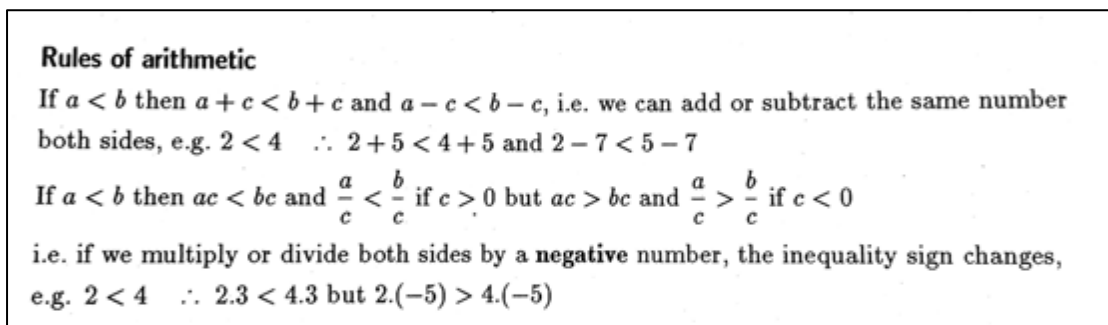 Rules of arithmetic
If a < b then a + c < b + c and a − c < b − c, i.e. we can add or subtract the same number
both sides, e.g. 2 < 4 ∴ 2 + 5 < 4 + 5 and 2 − 7 < 5 − 7
If a < b then ac < bc and a/c < b/c if c > 0 but ac > bc and a/c > b/c if c < 0
i.e. if we multiply or divide both sides by a negative number, the inequality sign changes,
e.g. 2 < 4 ∴ 2.3 < 4.3 but 2.(−5) > 4.(−5)